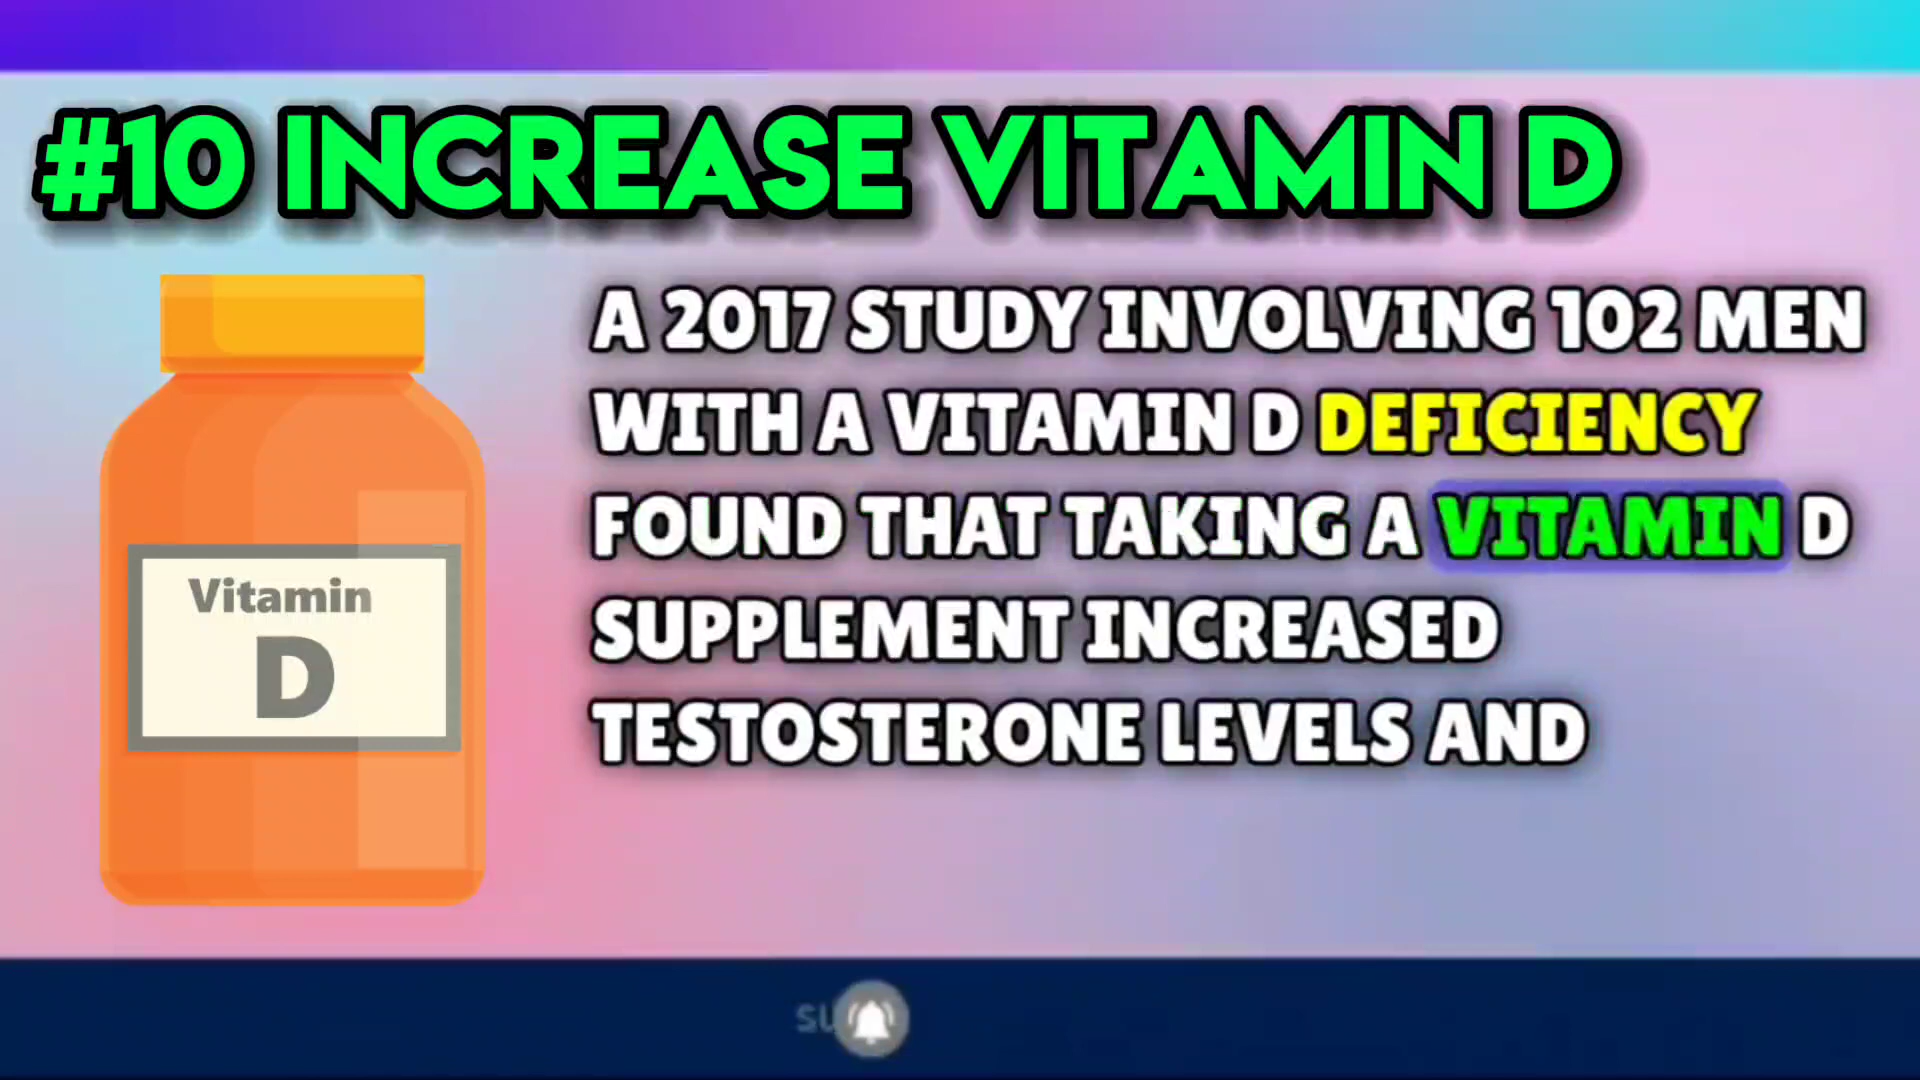 #10 INCREASE VITAMIN D
A 2017 STUDY INVOLVING 102 MEN
WITH A VITAMIN D DEFICIENCY
FOUND THAT TAKING A VITAMIN D
SUPPLEMENT INCREASED
TESTOSTERONE LEVELS AND
Vitamin
D